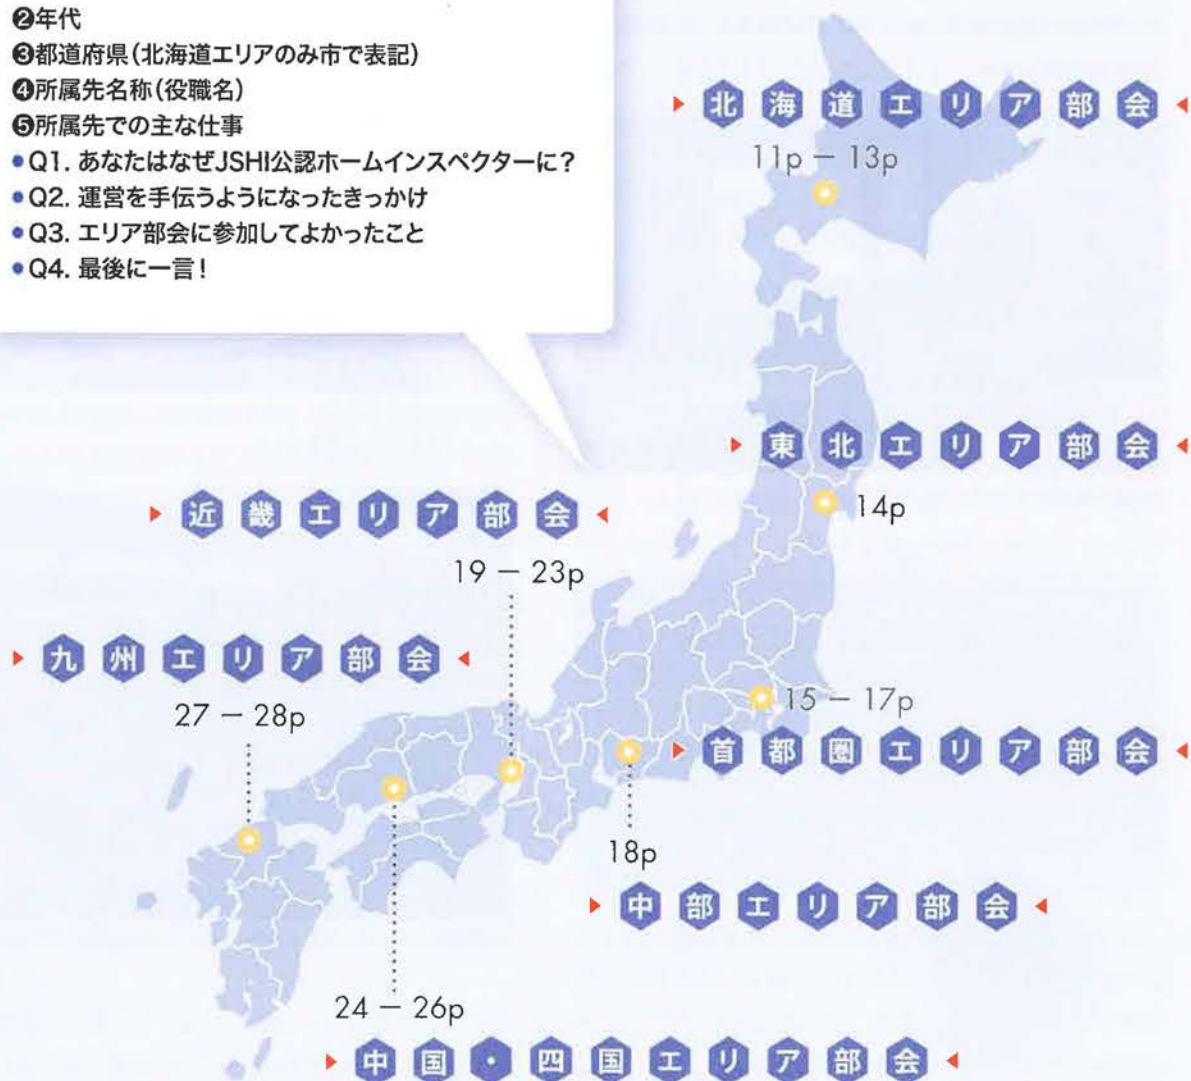 ❷年代
❸都道府県(北海道エリアのみ市で表記)
❹所属先名称(役職名)
❺所属先での主な仕事
•Q1. あなたはなぜJSHI公認ホームインスペクターに?
•Q2. 運営を手伝うようになったきっかけ
•Q3. エリア部会に参加してよかったこと
•Q4. 最後に一言!
北海道エリア部会
11p − 13p
東北エリア部会
14p
近畿エリア部会
19 − 23p
九州エリア部会
27 − 28p
15 − 17p
首都圏エリア部会
18p
中部エリア部会
24 − 26p
中国・四国エリア部会